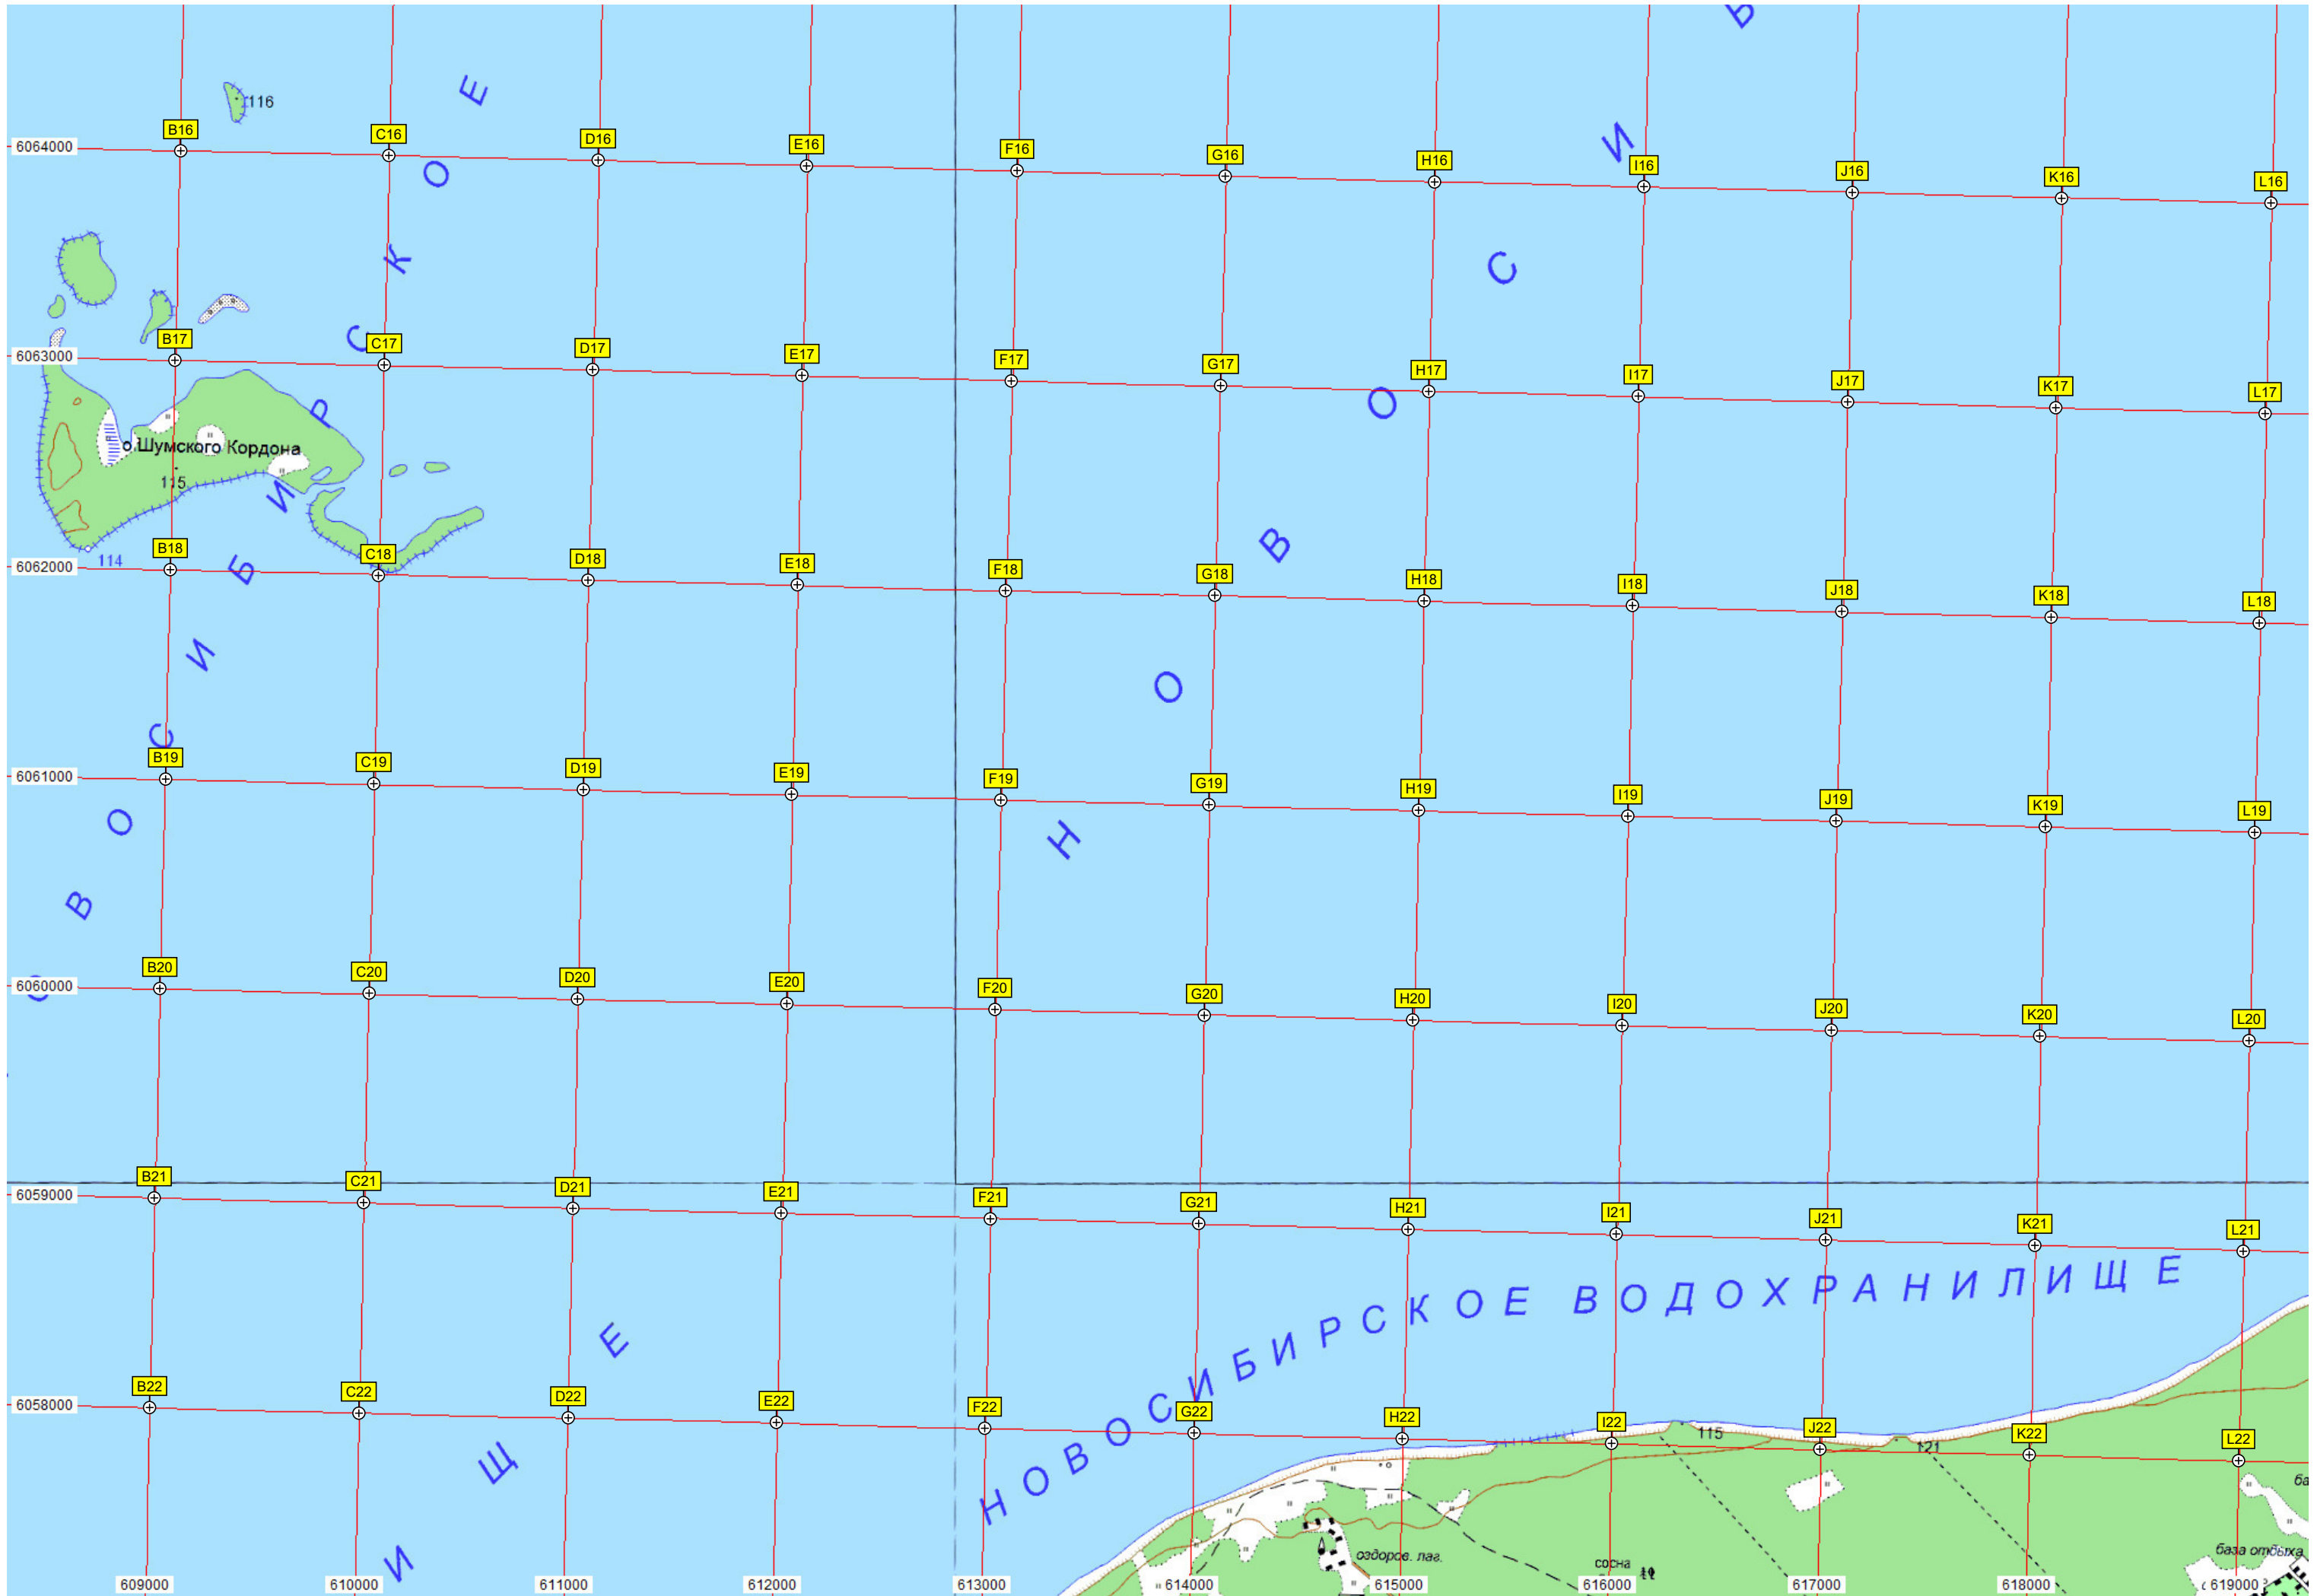 116
B16 C16 D16 E16 F16 G16 H16 I16 J16 K16 L16
6064000
B17 C17 D17 E17 F17 G17 H17 I17 J17 K17 L17
6063000
о.Шумского Кордона
115
B18 C18 D18 E18 F18 G18 H18 I18 J18 K18 L18
6062000
114
B19 C19 D19 E19 F19 G19 H19 I19 J19 K19 L19
6061000
B20 C20 D20 E20 F20 G20 H20 I20 J20 K20 L20
6060000
B21 C21 D21 E21 F21 G21 H21 I21 J21 K21 L21
6059000
ОВОСИБИРСКОЕ
НОВОСИБ
ИЩЕ
НОВОСИБИРСКОЕ ВОДОХРАНИЛИЩЕ
B22 C22 D22 E22 F22 G22 H22 I22 J22 K22 L22
6058000
115
121
ба
оздоров. лаг.
сосна
база отдыха
609000 610000 611000 612000 613000 614000 615000 616000 617000 618000 619000